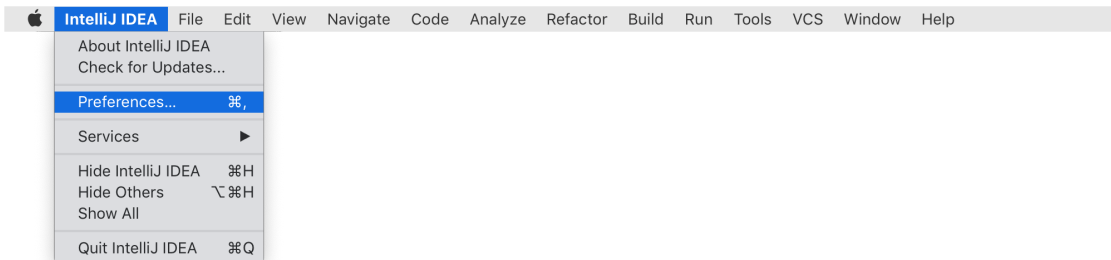 IntelliJ IDEA File Edit View Navigate Code Analyze Refactor Build Run Tools VCS Window Help
About IntelliJ IDEA
Check for Updates...
Preferences... ⌘,
Services ▶
Hide IntelliJ IDEA ⌘H
Hide Others ⌥⌘H
Show All
Quit IntelliJ IDEA ⌘Q